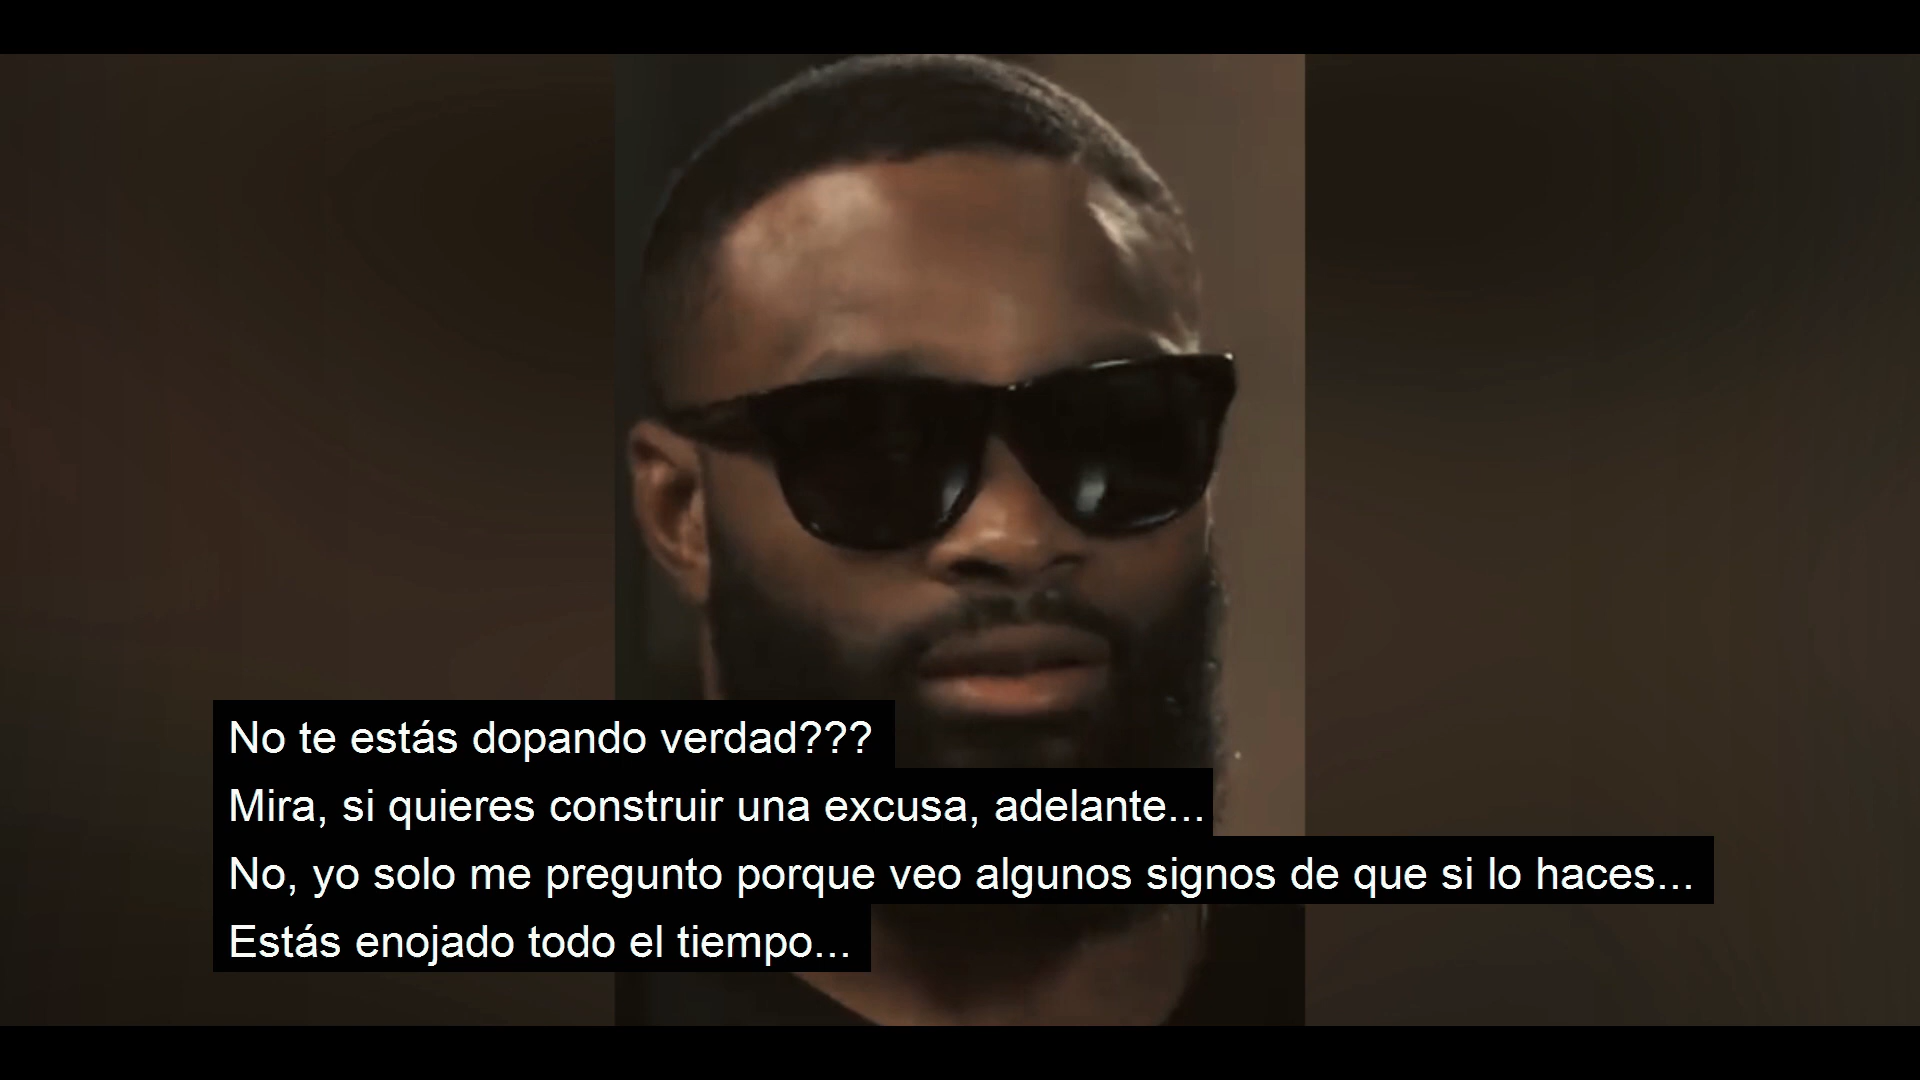 No te estás dopando verdad???
Mira, si quieres construir una excusa, adelante...
No, yo solo me pregunto porque veo algunos signos de que si lo haces...
Estás enojado todo el tiempo...